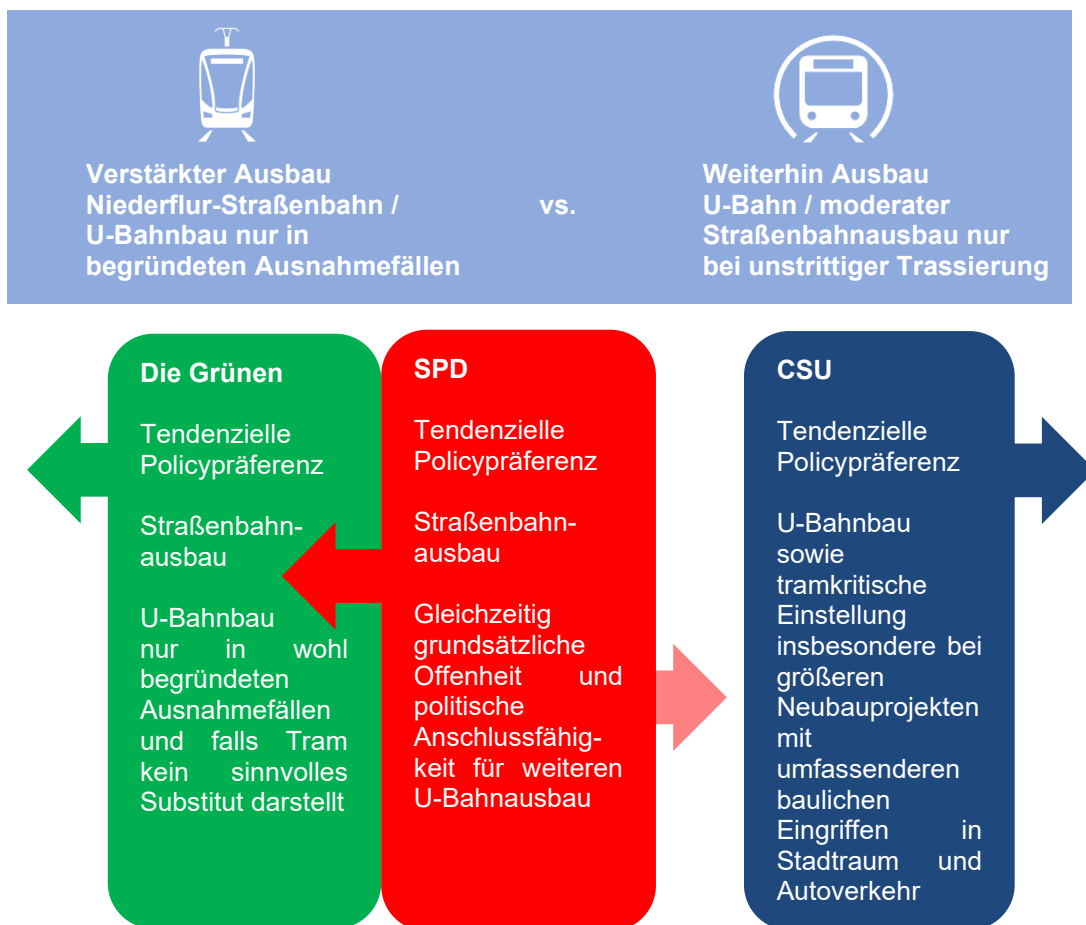 Verstärkter Ausbau
Niederflur-Straßenbahn /
U-Bahnbau nur in
begründeten Ausnahmefällen
vs.
Weiterhin Ausbau
U-Bahn / moderater
Straßenbahnausbau nur
bei unstrittiger Trassierung
Die Grünen
Tendenzielle
Policypräferenz
Straßenbahn-
ausbau
U-Bahnbau
nur in wohl
begründeten
Ausnahmefällen
und falls Tram
kein sinnvolles
Substitut darstellt
SPD
Tendenzielle
Policypräferenz
Straßenbahn-
ausbau
Gleichzeitig
grundsätzliche
Offenheit und
politische
Anschlussfähig-
keit für weiteren
U-Bahnausbau
CSU
Tendenzielle
Policypräferenz
U-Bahnbau
sowie
tramkritische
Einstellung
insbesondere bei
größeren
Neubauprojekten
mit
umfassenderen
baulichen
Eingriffen in
Stadtraum und
Autoverkehr